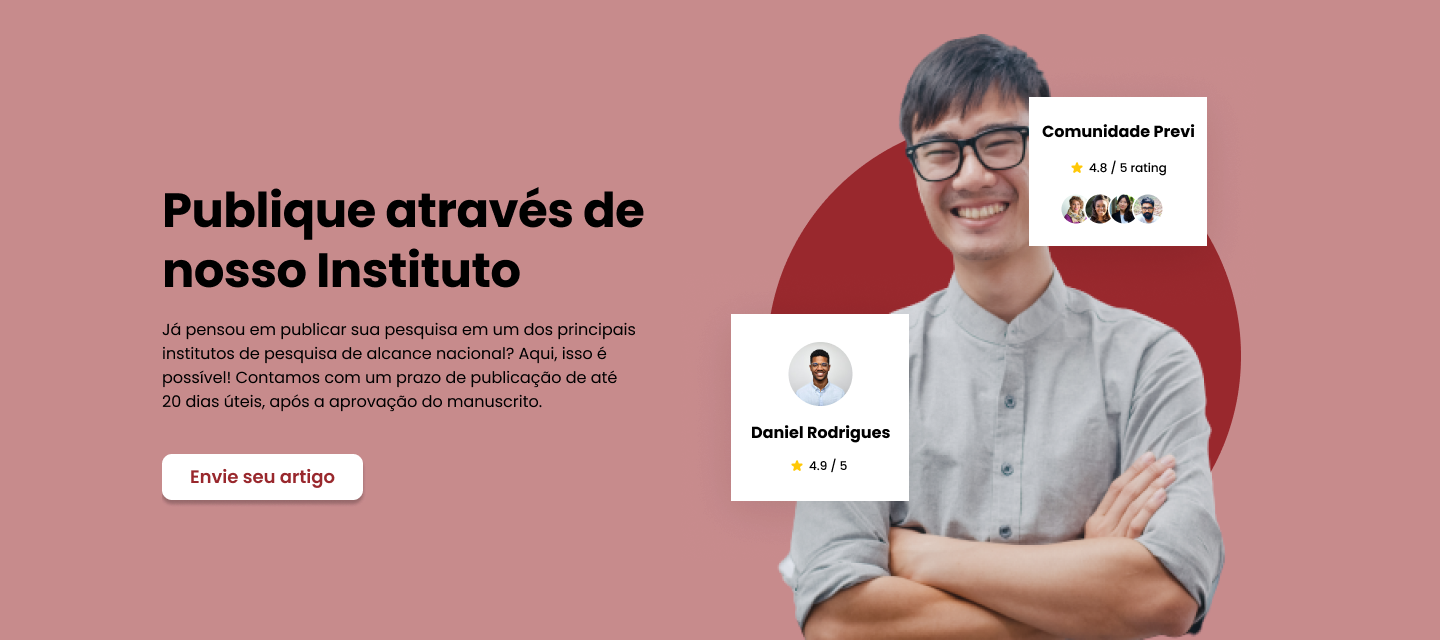 Publique através de
nosso Instituto
Já pensou em publicar sua pesquisa em um dos principais
institutos de pesquisa de alcance nacional? Aqui, isso é
possível! Contamos com um prazo de publicação de até
20 dias úteis, após a aprovação do manuscrito.
Envie seu artigo
Comunidade Previ
4.8 / 5 rating
Daniel Rodrigues
4.9 / 5